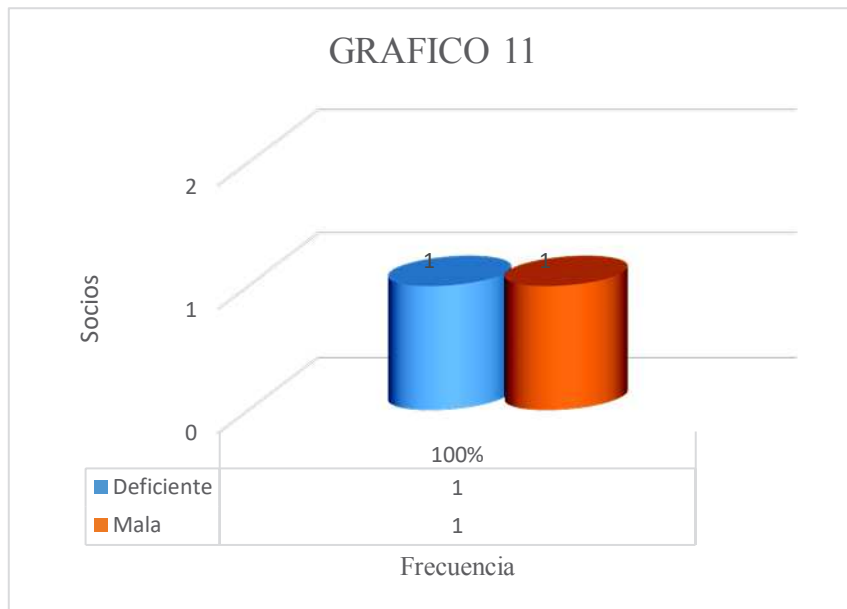 GRAFICO 11
2
1
0
Socios
1 1
100%
Deficiente 1
Mala 1
Frecuencia